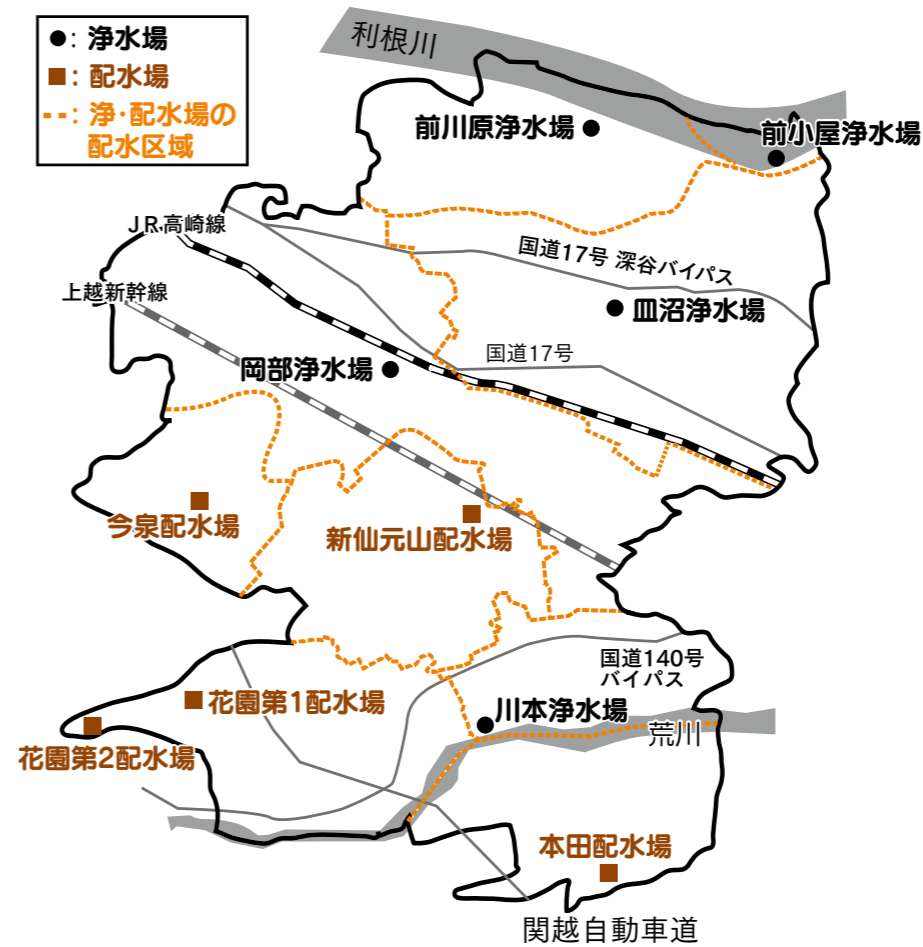 ●：浄水場
■：配水場
---：浄・配水場の
配水区域
利根川
前川原浄水場
前小屋浄水場
JR高崎線
国道17号 深谷バイパス
上越新幹線
皿沼浄水場
国道17号
岡部浄水場
今泉配水場
新仙元山配水場
国道140号
バイパス
花園第1配水場
川本浄水場
荒川
花園第2配水場
本田配水場
関越自動車道